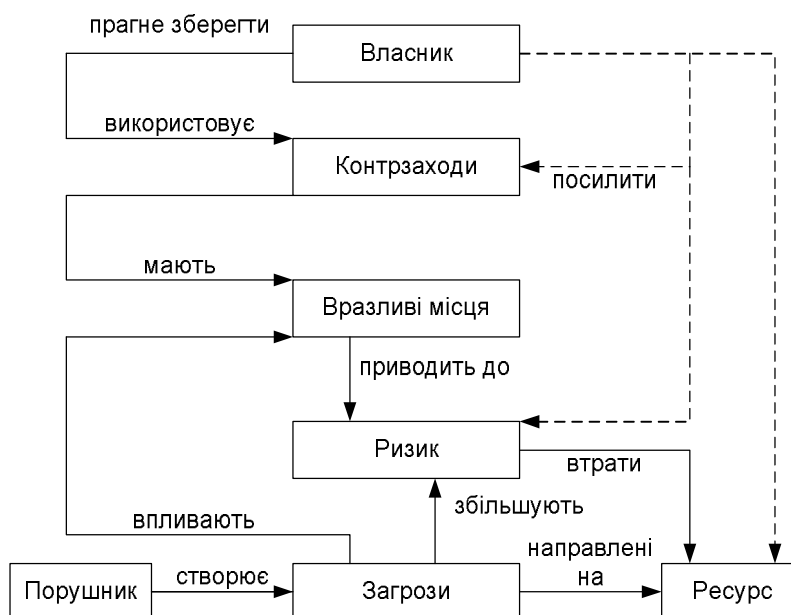 прагне зберегти
Власник
використовує
Контрзаходи
посилити
мають
Вразливі місця
приводить до
Ризик
втрати
збільшують
впливають
направлені
на
Порушник
створює
Загрози
Ресурс